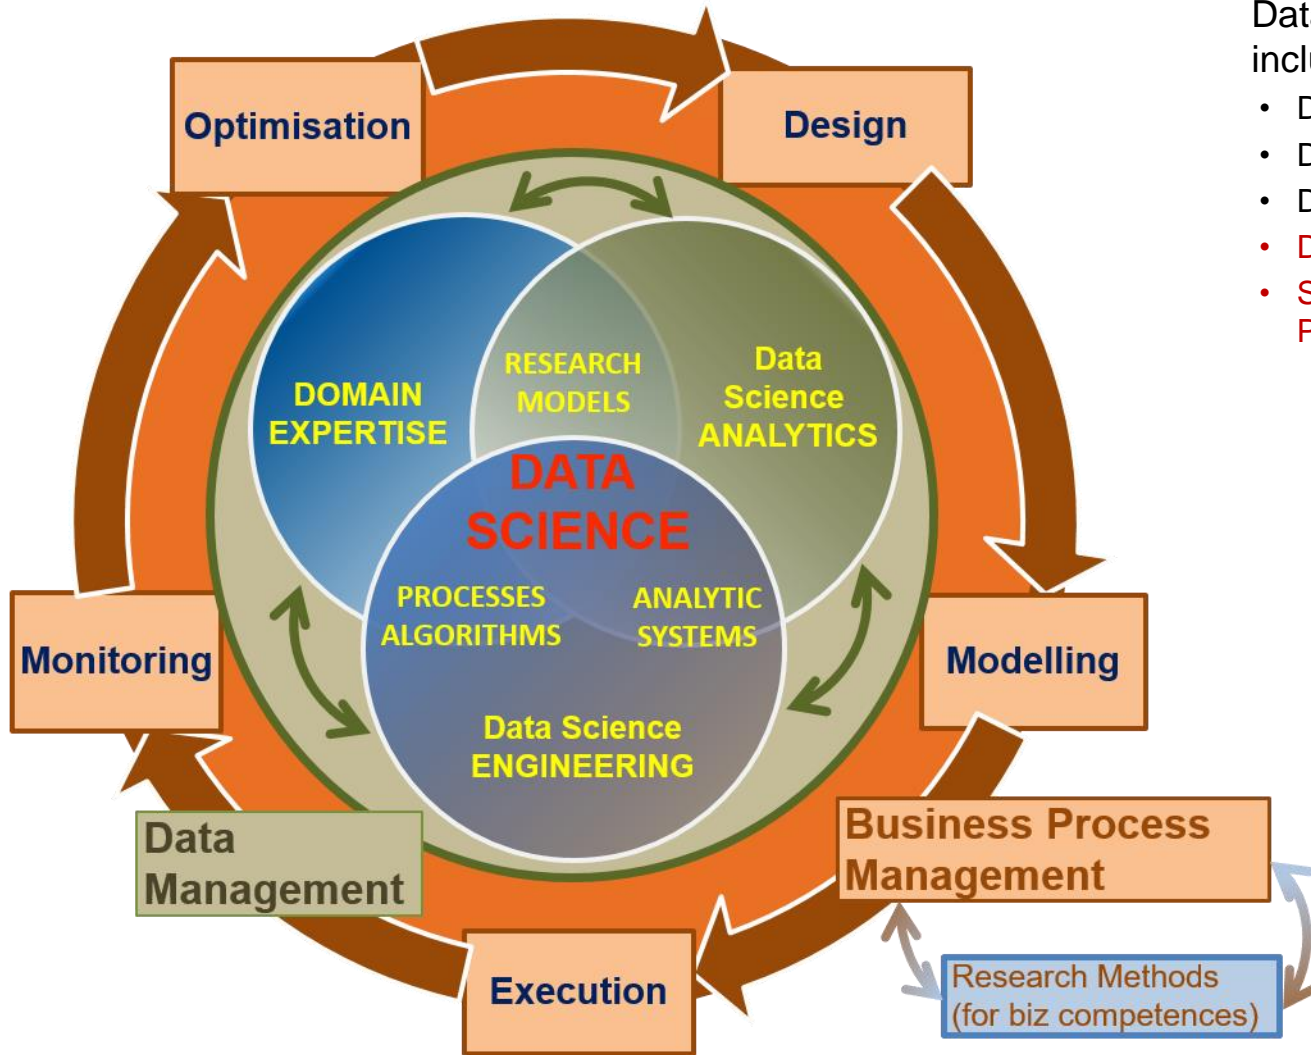 Optimisation
Design
DOMAIN
EXPERTISE
RESEARCH
MODELS
Data
Science
ANALYTICS
DATA
SCIENCE
PROCESSES
ALGORITHMS
ANALYTIC
SYSTEMS
Data Science
ENGINEERING
Monitoring
Modelling
Data
Management
Business Process
Management
Execution
Research Methods
(for biz competences)